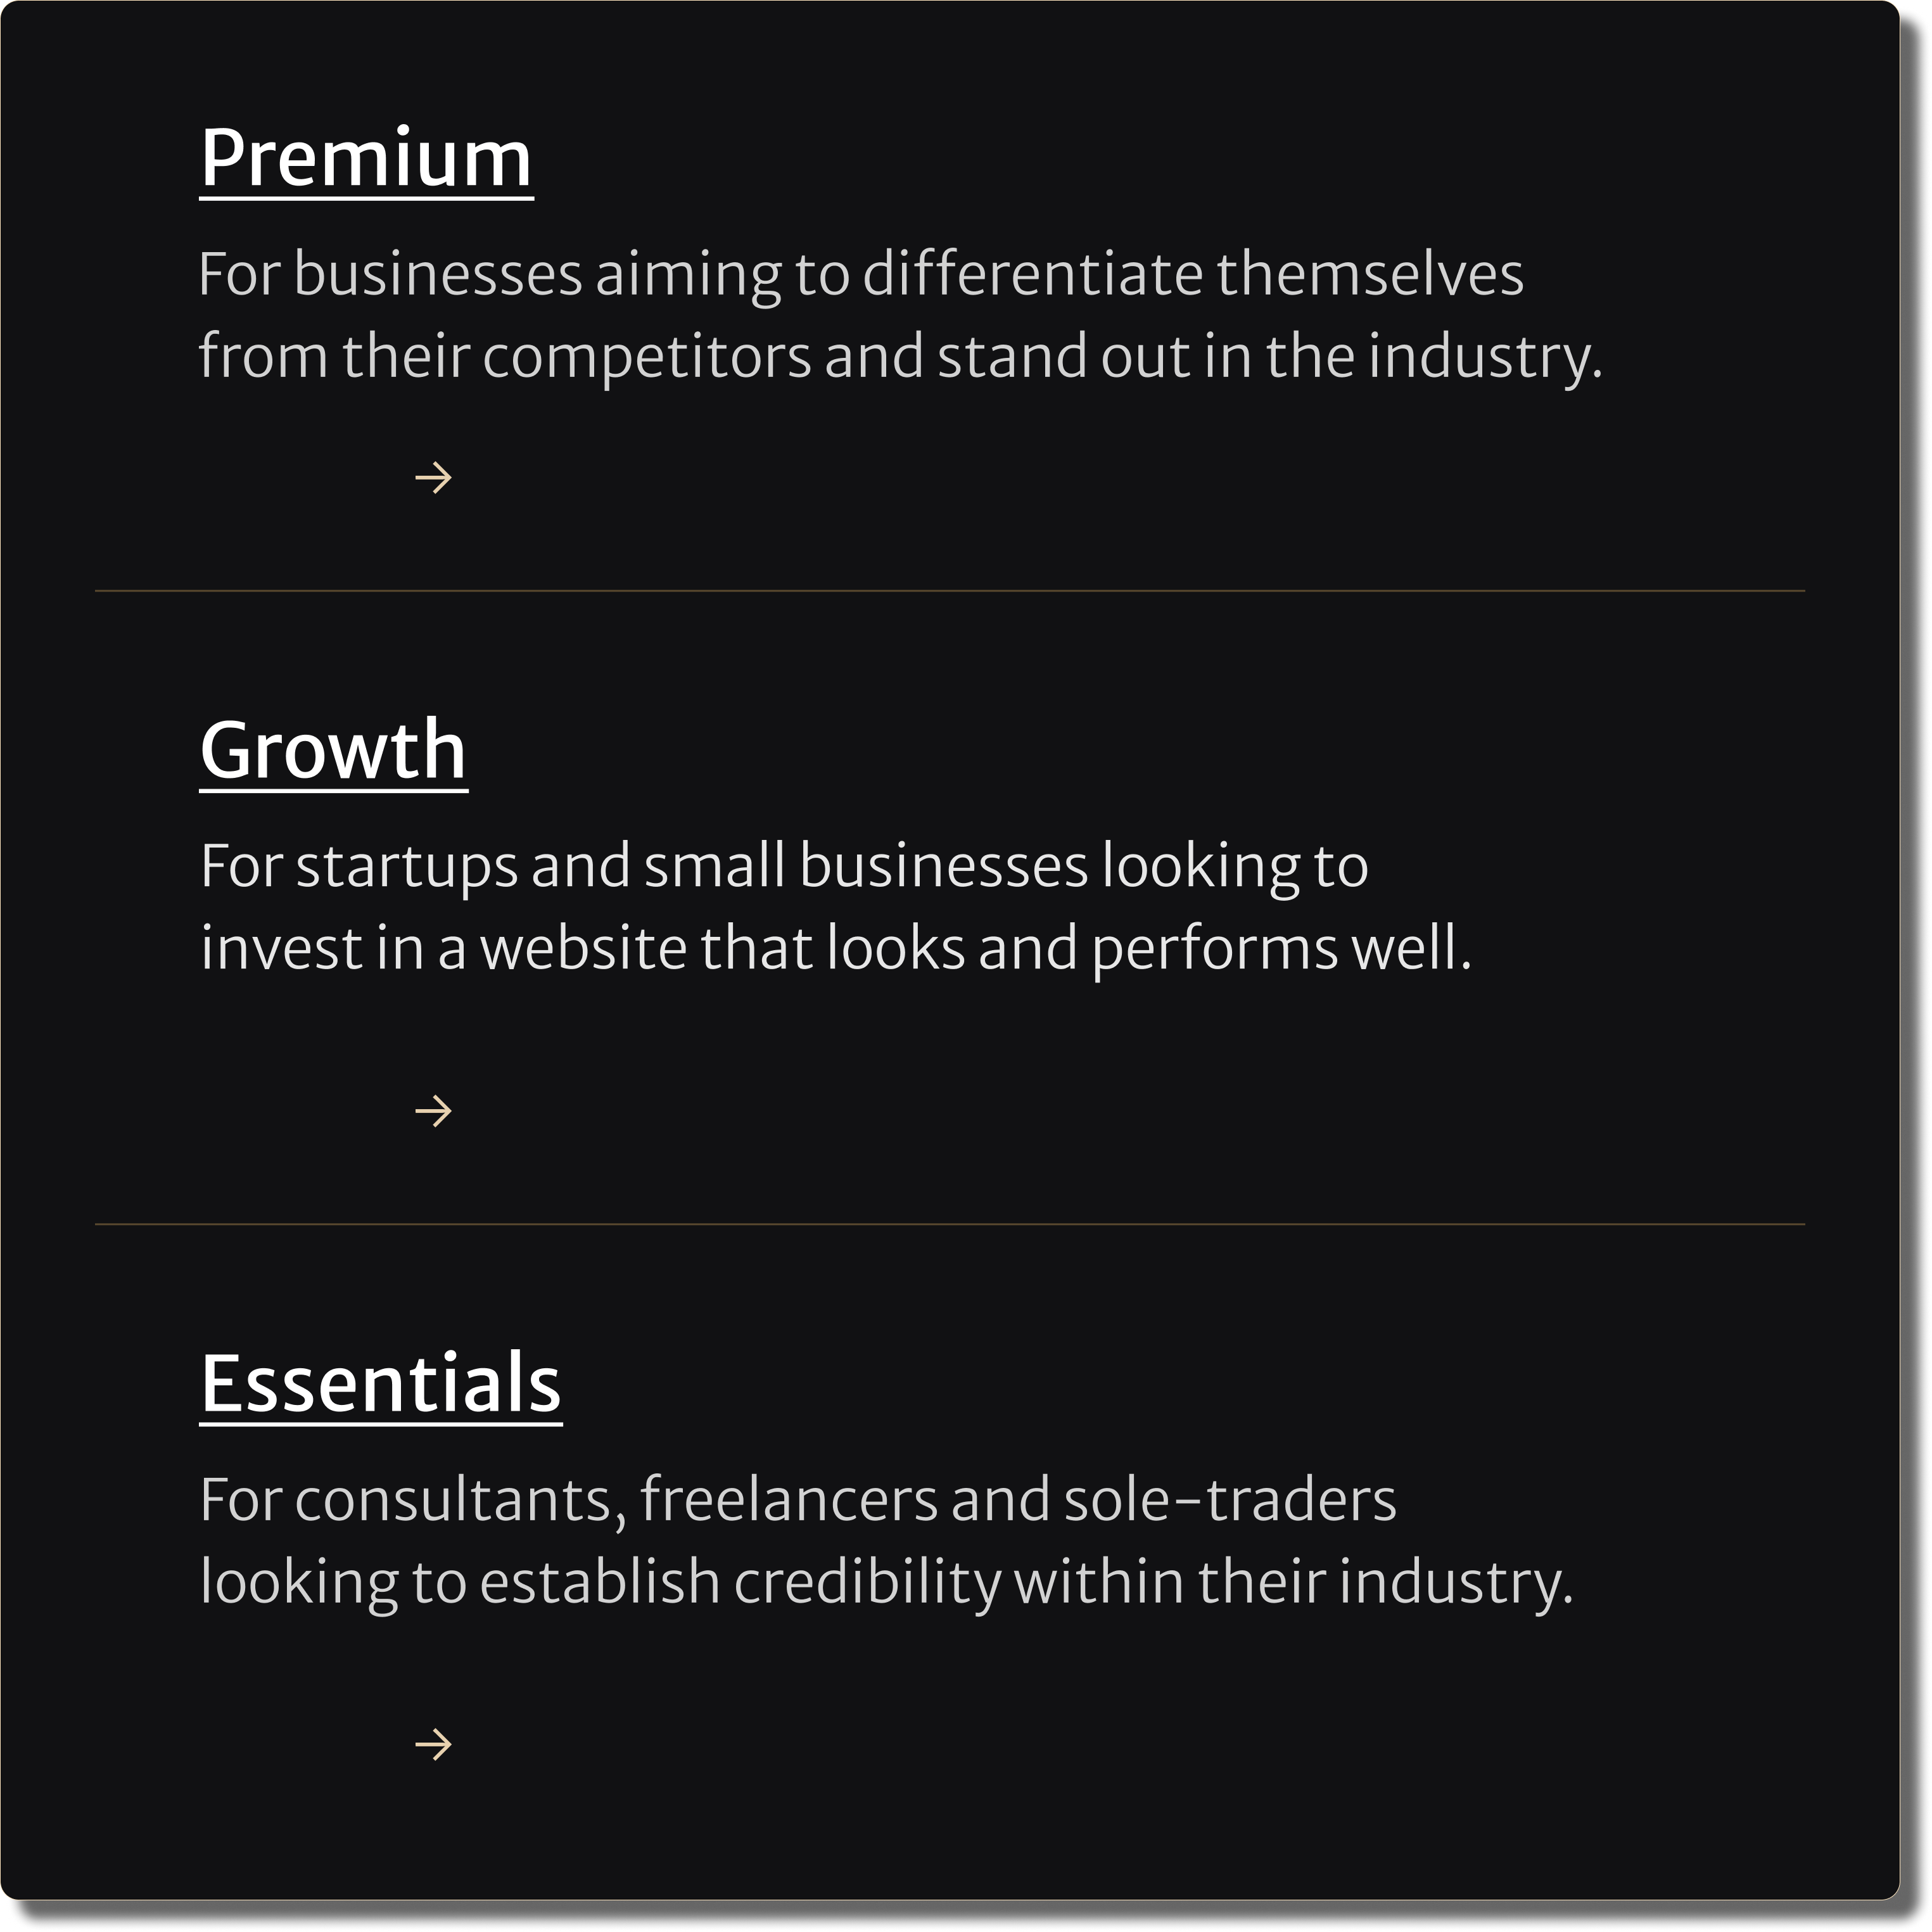 Premium
For businesses aiming to differentiate themselves
from their competitors and stand out in the industry.
→
Growth
For startups and small businesses looking to
invest in a website that looks and performs well.
→
Essentials
For consultants, freelancers and sole-traders
looking to establish credibility within their industry.
→